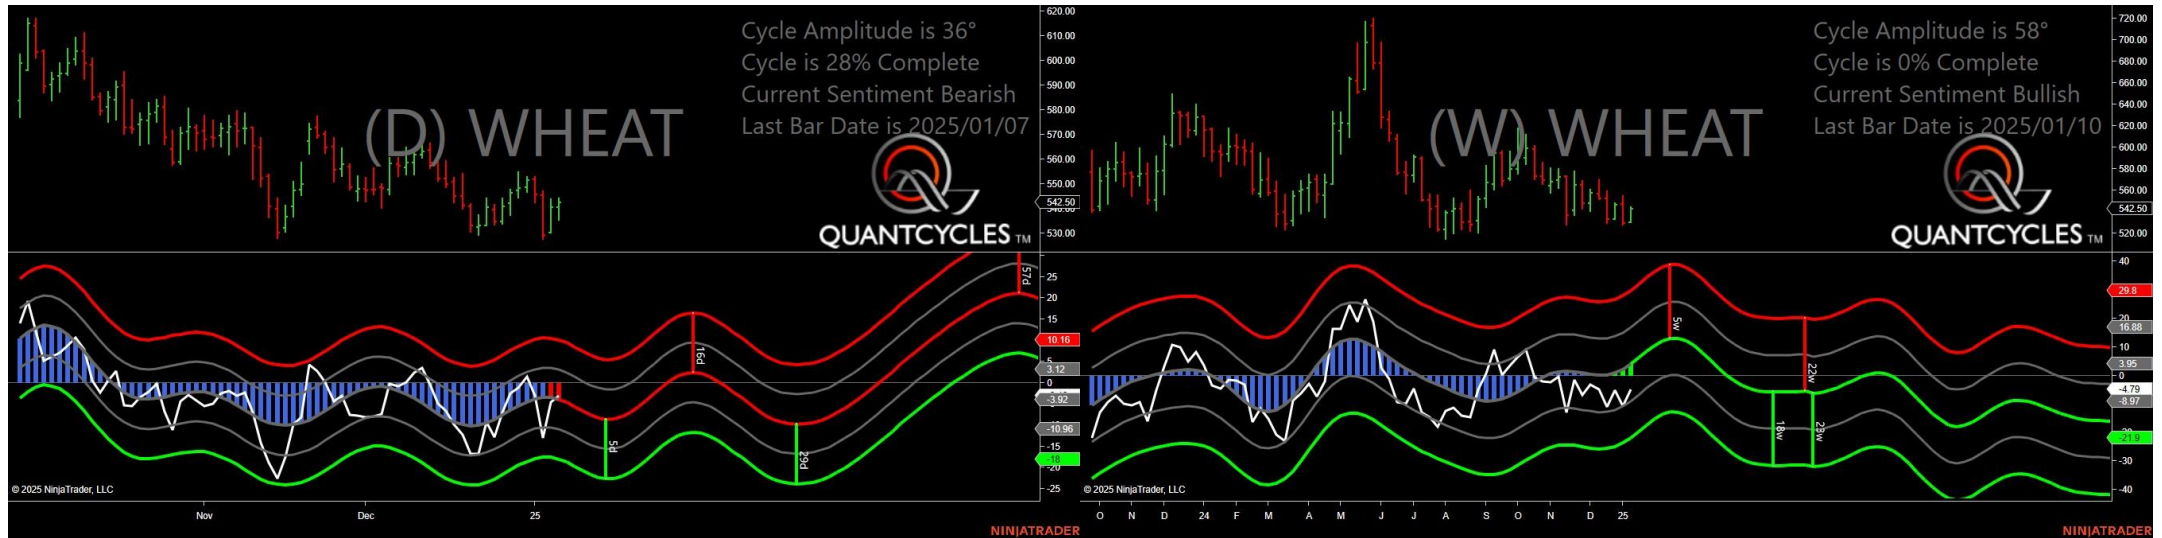 Cycle Amplitude is 36°
Cycle is 28% Complete
Current Sentiment Bearish
Last Bar Date is 2025/01/07
(D) WHEAT
QUANTCYCLES TM
620.00
610.00
600.00
590.00
580.00
570.00
560.00
550.00
542.50
530.00
25
20
15
10.16
5
3.12
0
-3.92
-10.96
-15
-18
-20
-25
5d
16d
29d
57d
© 2025 NinjaTrader, LLC
Nov
Dec
25
NINJATRADER
Cycle Amplitude is 58°
Cycle is 0% Complete
Current Sentiment Bullish
Last Bar Date is 2025/01/10
(W) WHEAT
QUANTCYCLES TM
720.00
700.00
680.00
660.00
640.00
620.00
600.00
580.00
560.00
542.50
520.00
40
29.8
20
16.88
10
3.95
0
-4.79
-8.97
-21.9
-30
-40
5w
22w
18w
23w
© 2025 NinjaTrader, LLC
O
N
D
24
F
M
A
M
J
J
A
S
O
N
D
25
NINJATRADER